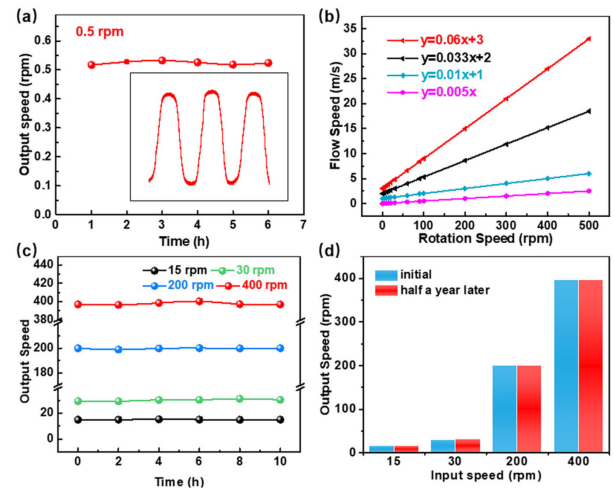 (a)
0.5 rpm
Output speed (rpm)
0.6
0.5
0.4
0.3
0.2
0.1
0.0
0 1 2 3 4 5 6 7
Time (h)
(b)
y=0.06x+3
y=0.033x+2
y=0.01x+1
y=0.005x
Flow Speed (m/s)
35
30
25
20
15
10
5
0
0 100 200 300 400 500
Rotation Speed (rpm)
(c)
15 rpm 30 rpm
200 rpm 400 rpm
Output Speed
440
420
400
380
220
200
180
40
20
0
0 2 4 6 8 10
Time (h)
(d)
initial
half a year later
Output Speed (rpm)
400
300
200
100
0
15 30 200 400
Input speed (rpm)